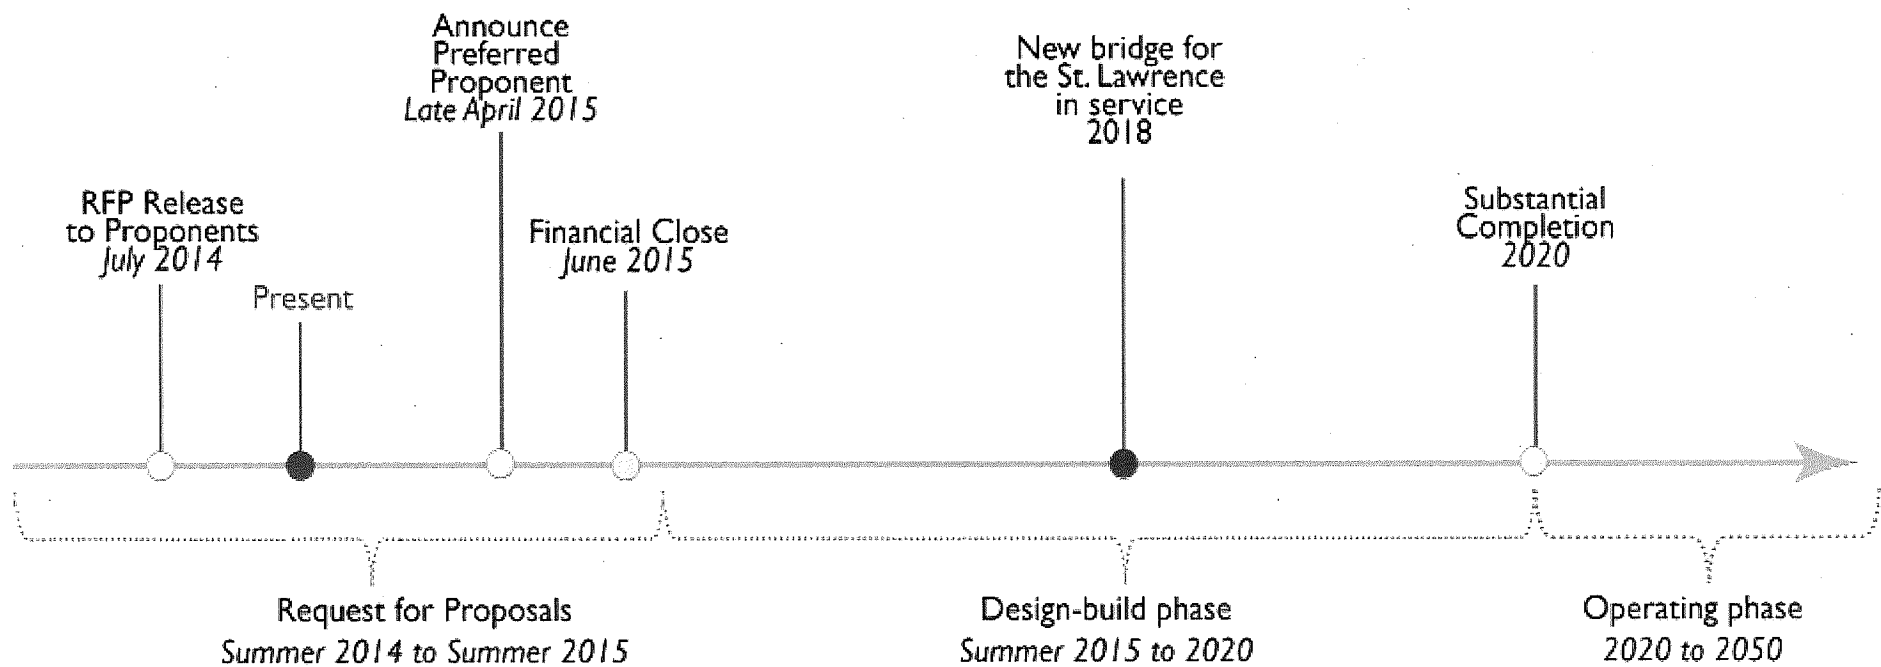 Announce
Preferred
Proponent
Late April 2015
New bridge for
the St. Lawrence
in service
2018
RFP Release
to Proponents
July 2014
Present
Financial Close
June 2015
Substantial
Completion
2020
Request for Proposals
Summer 2014 to Summer 2015
Design-build phase
Summer 2015 to 2020
Operating phase
2020 to 2050